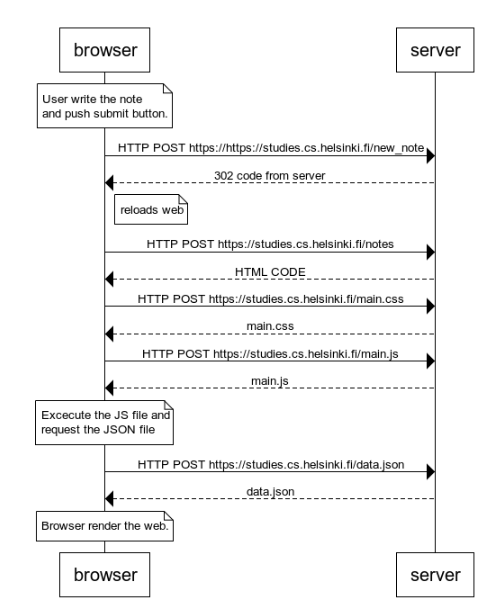 browser
server
User write the note
and push submit button.
HTTP POST https://https://studies.cs.helsinki.fi/new_note
302 code from server
reloads web
HTTP POST https://studies.cs.helsinki.fi/notes
HTML CODE
HTTP POST https://studies.cs.helsinki.fi/main.css
main.css
HTTP POST https://studies.cs.helsinki.fi/main.js
main.js
Excecute the JS file and
request the JSON file
HTTP POST https://studies.cs.helsinki.fi/data.json
data.json
Browser render the web.
browser
server